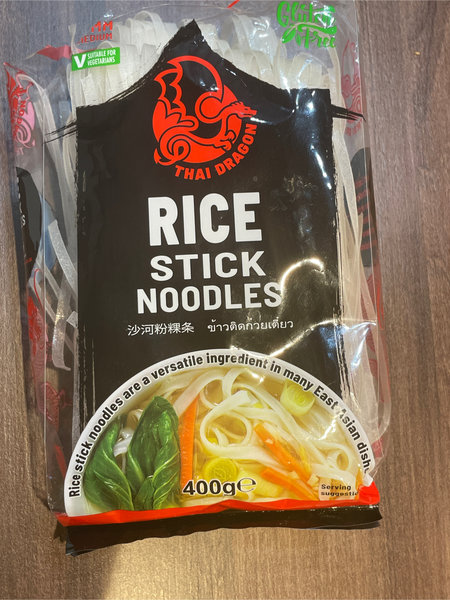 MEDIUM
V SUITABLE FOR
VEGETARIANS
Gluten
Free
THAI DRAGON
RICE
STICK
NOODLES
沙河粉粿条 ข้าวติดก๋วยเตี๋ยว
Rice stick noodles are a versatile ingredient in many East Asian dish
400g℮
Serving
suggestion